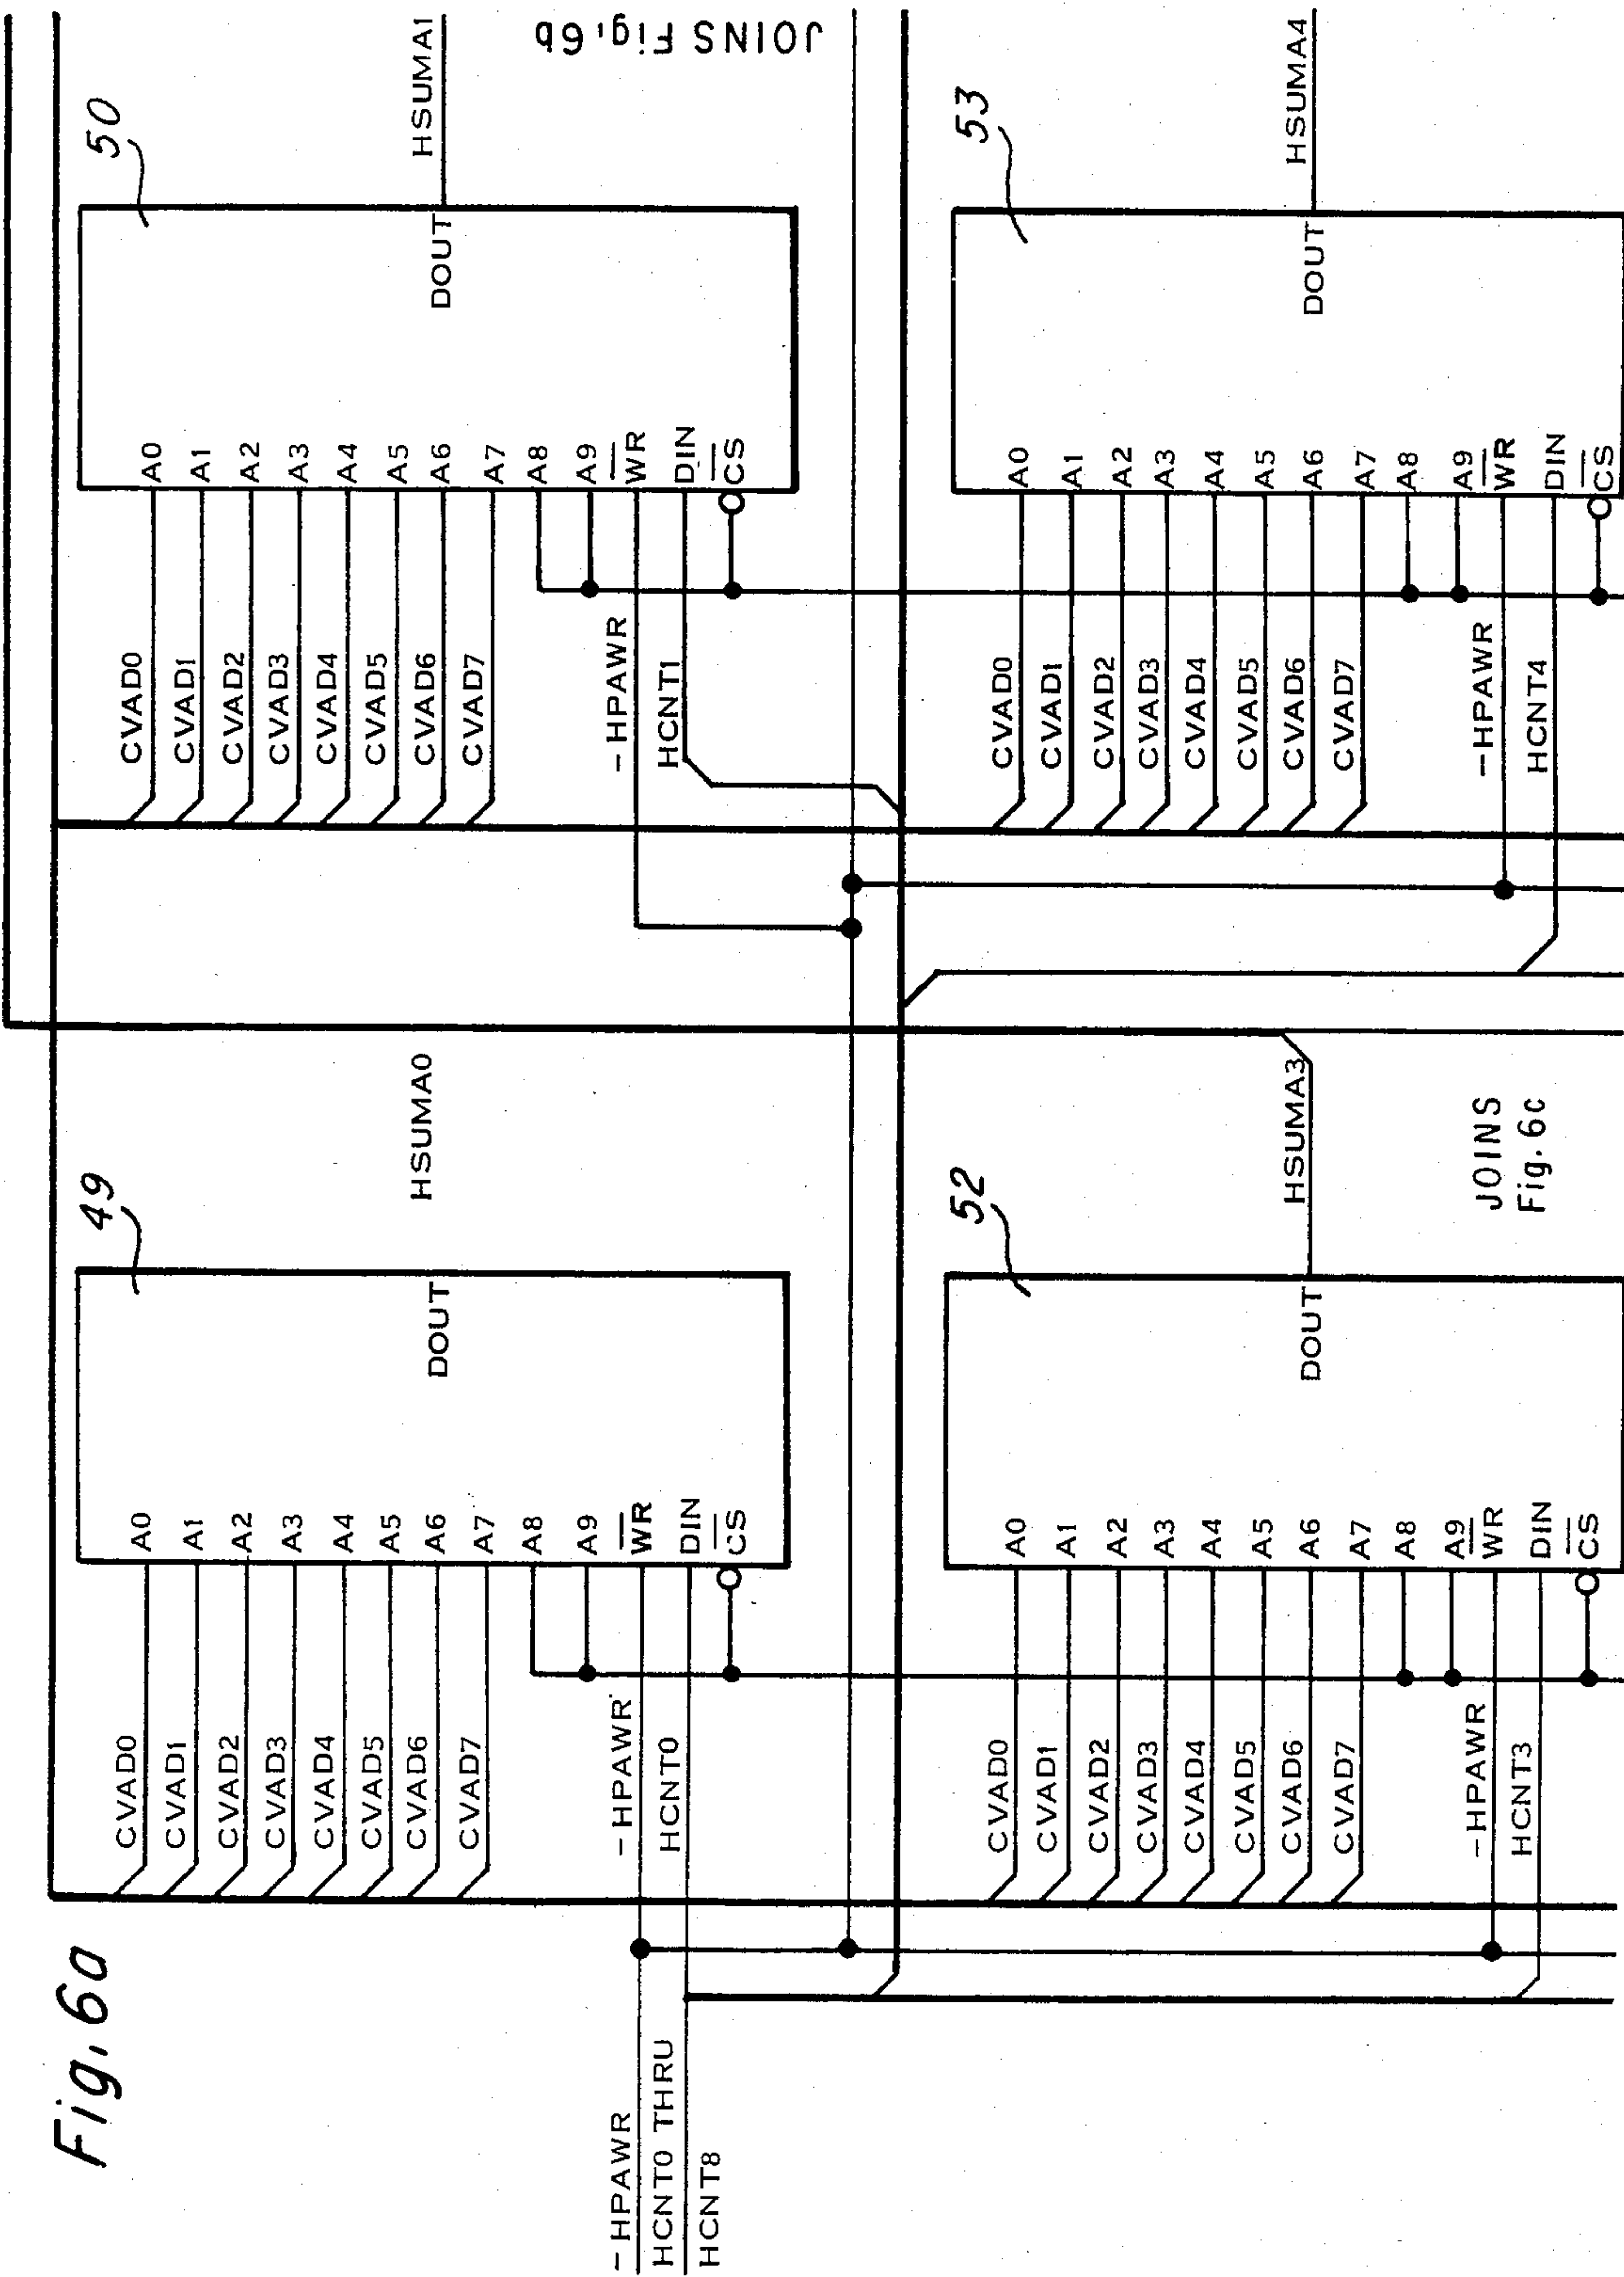 Fig. 6a
49
A0
A1
A2
A3
A4
A5
A6
A7
A8
A9
WR
DIN
CS
DOUT
CVAD0
CVAD1
CVAD2
CVAD3
CVAD4
CVAD5
CVAD6
CVAD7
-HPAWR
HCNT0
-HPAWR
HCNT0 THRU
HCNT8
HSUMA0
50
A0
A1
A2
A3
A4
A5
A6
A7
A8
A9
WR
DIN
CS
DOUT
CVAD0
CVAD1
CVAD2
CVAD3
CVAD4
CVAD5
CVAD6
CVAD7
-HPAWR
HCNT1
HSUMA1
JOINS Fig. 6b
52
A0
A1
A2
A3
A4
A5
A6
A7
A8
A9
WR
DIN
CS
DOUT
CVAD0
CVAD1
CVAD2
CVAD3
CVAD4
CVAD5
CVAD6
CVAD7
-HPAWR
HCNT3
HSUMA3
JOINS
Fig. 6c
53
A0
A1
A2
A3
A4
A5
A6
A7
A8
A9
WR
DIN
CS
DOUT
CVAD0
CVAD1
CVAD2
CVAD3
CVAD4
CVAD5
CVAD6
CVAD7
-HPAWR
HCNT4
HSUMA4